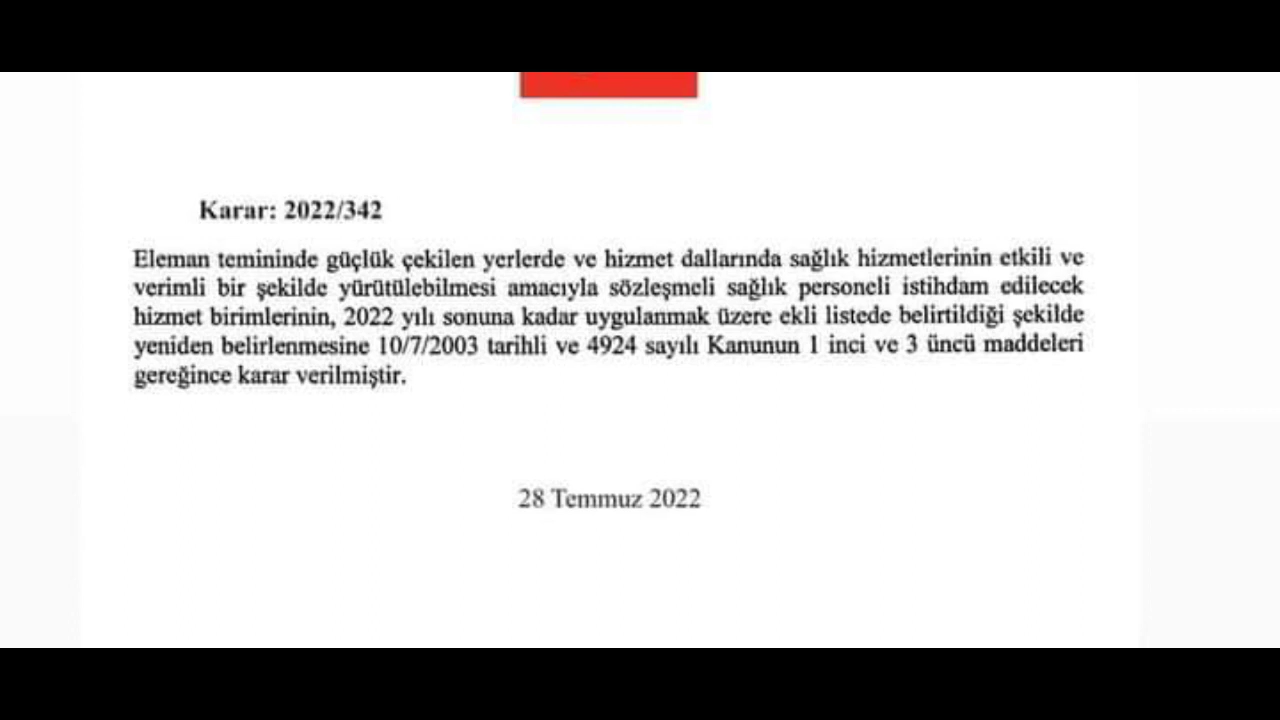 Karar: 2022/342
Eleman temininde güçlük çekilen yerlerde ve hizmet dallarında sağlık hizmetlerinin etkili ve
verimli bir şekilde yürütülebilmesi amacıyla sözleşmeli sağlık personeli istihdam edilecek
hizmet birimlerinin, 2022 yılı sonuna kadar uygulanmak üzere ekli listede belirtildiği şekilde
yeniden belirlenmesine 10/7/2003 tarihli ve 4924 sayılı Kanunun 1 inci ve 3 üncü maddeleri
gereğince karar verilmiştir.
28 Temmuz 2022